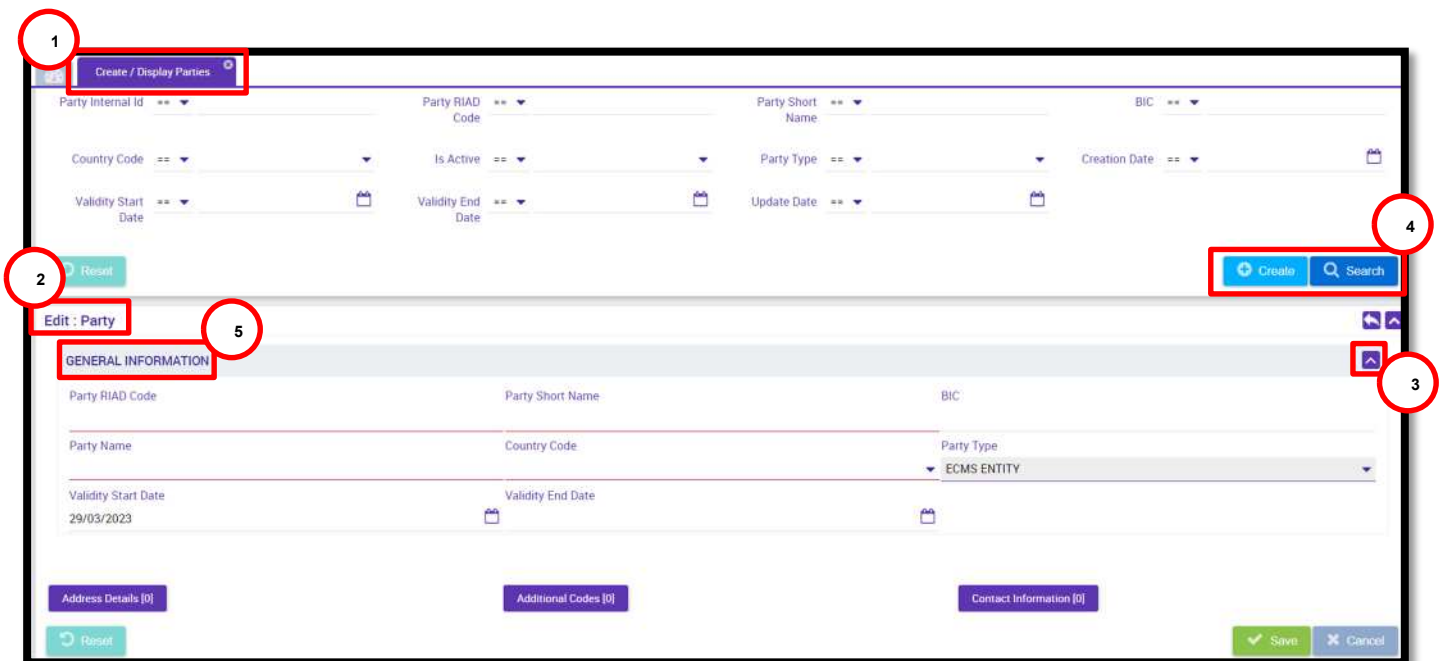 1
Create / Display Parties
Party Internal Id == Party RIAD Code == Party Short Name == BIC ==
Country Code == Is Active == Party Type == Creation Date ==
Validity Start Date == Validity End Date == Update Date ==
4
2
Reset Create Search
Edit : Party
5
GENERAL INFORMATION
3
Party RIAD Code Party Short Name BIC
Party Name Country Code Party Type
ECMS ENTITY
Validity Start Date Validity End Date
29/03/2023
Address Details [0] Additional Codes [0] Contact Information [0]
Reset Save Cancel